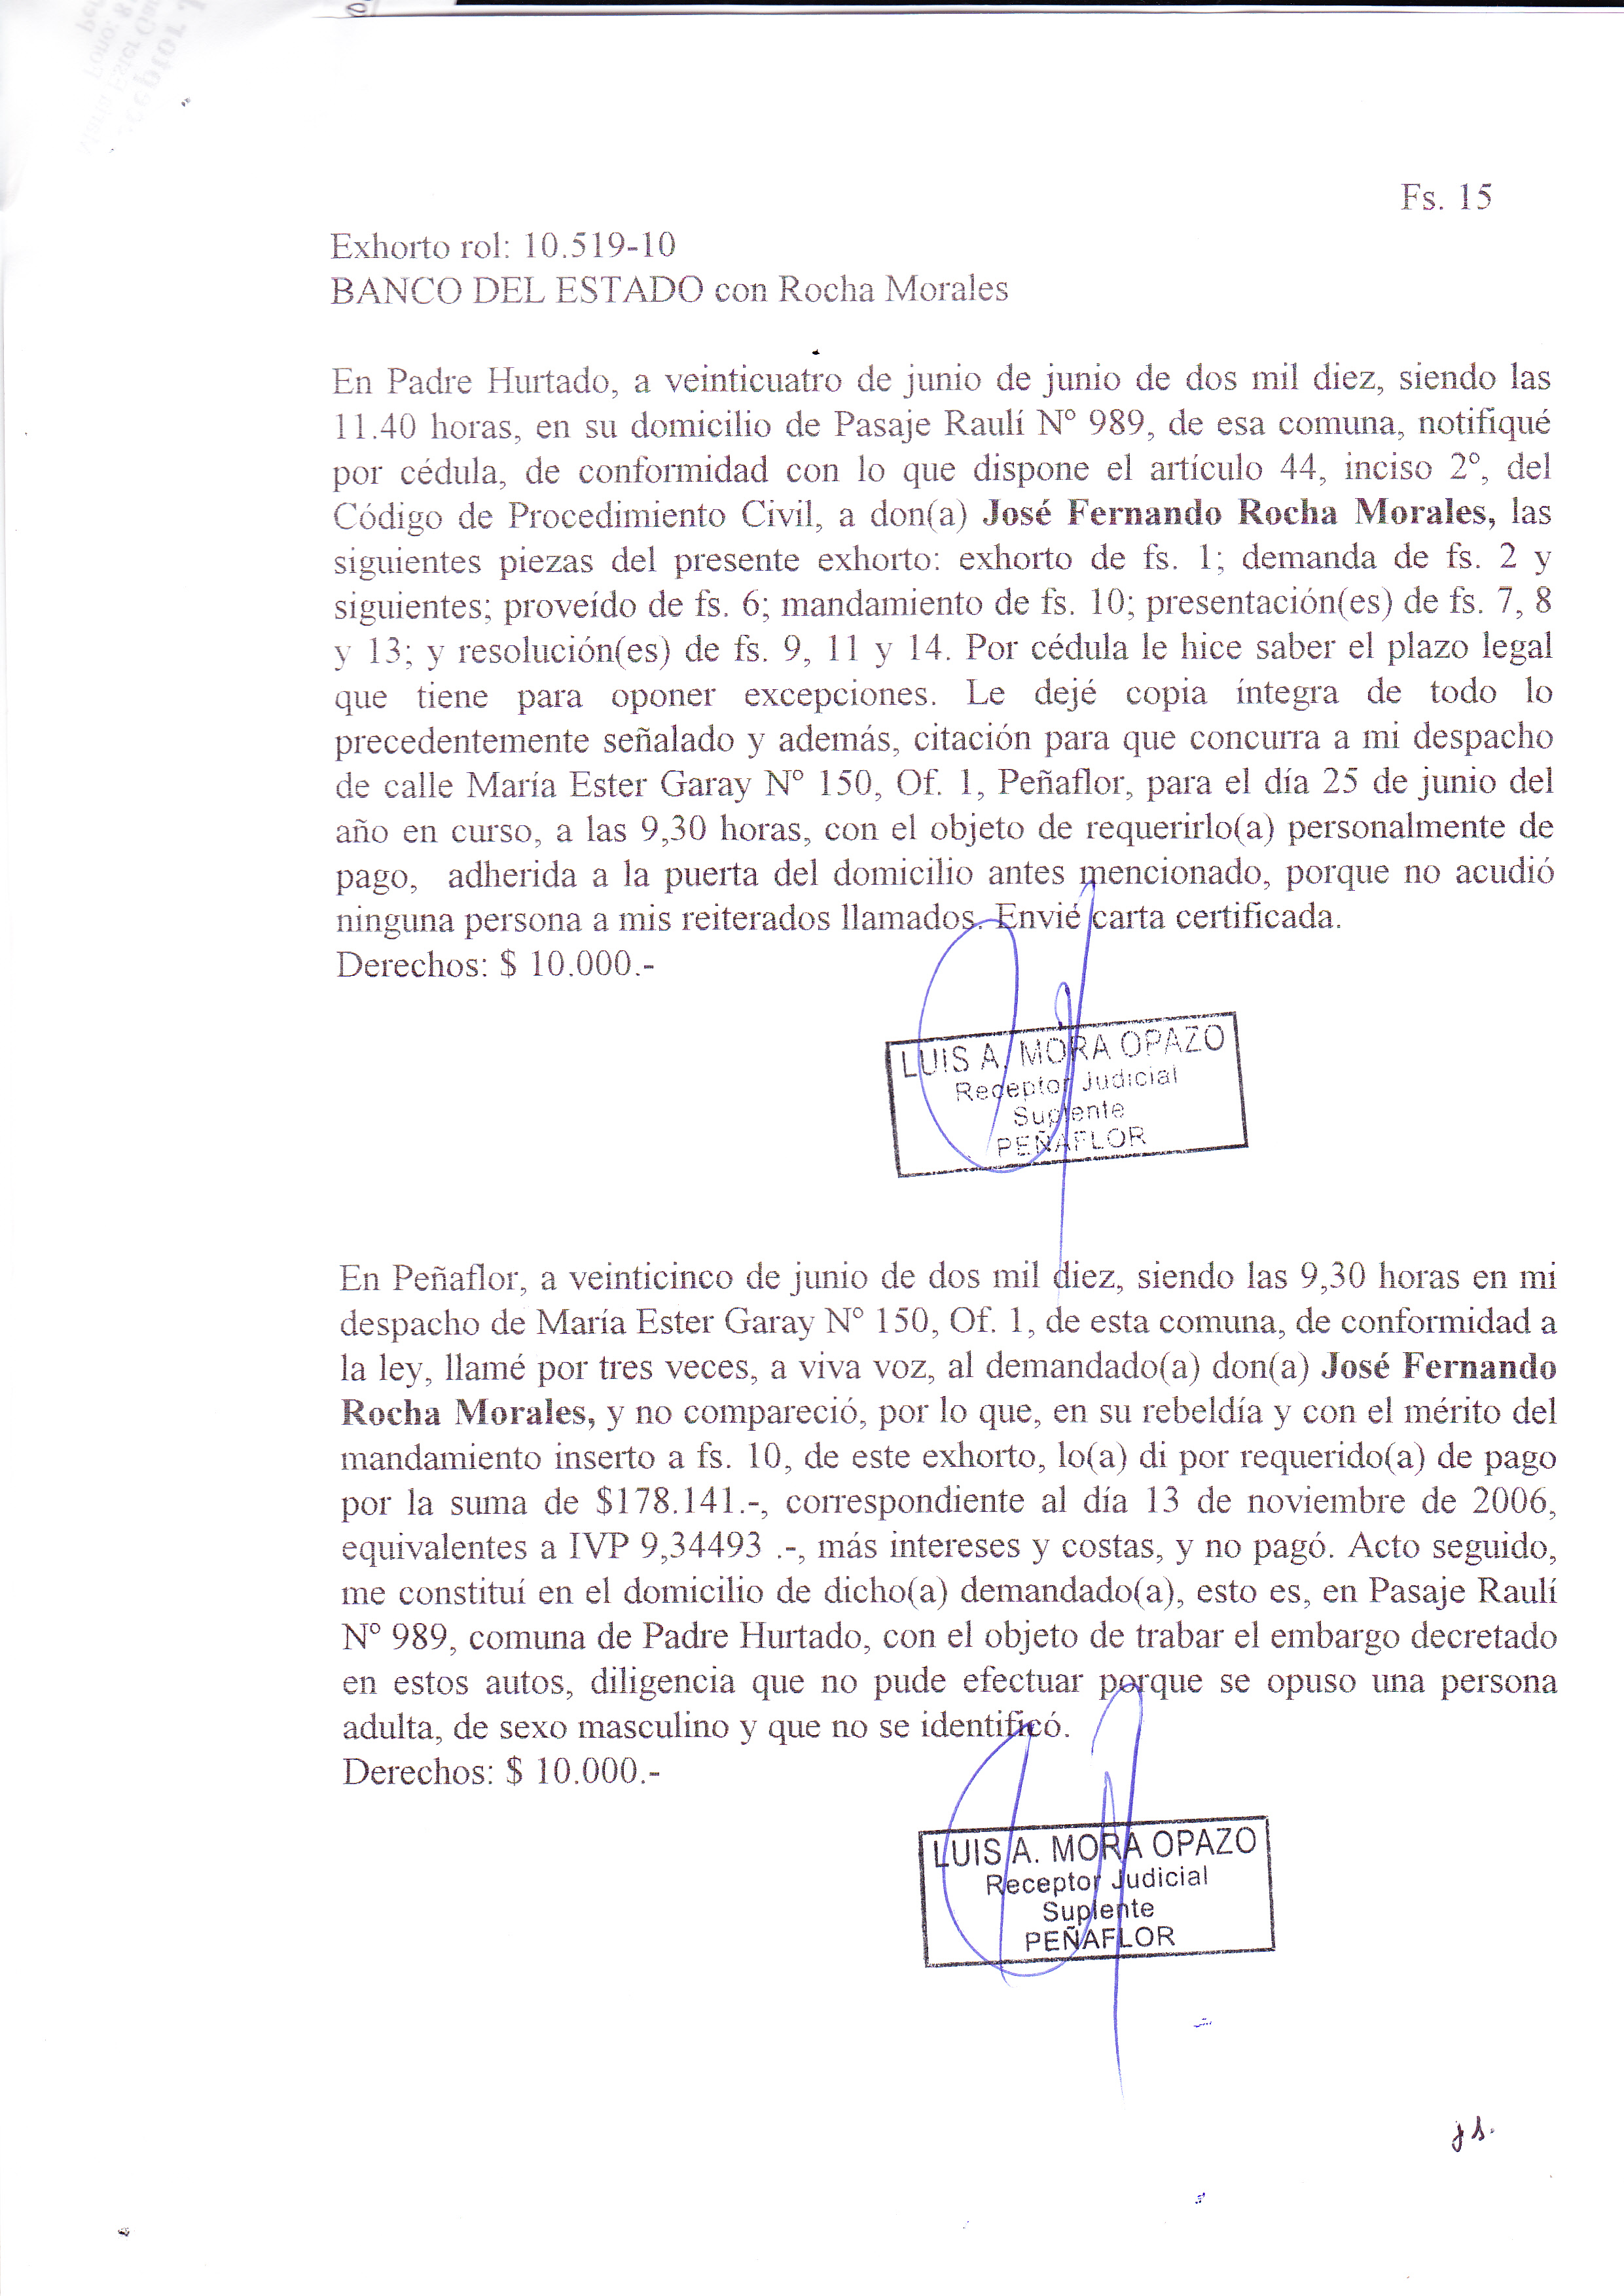 Fs. 15
Exhorto rol: 10.519-10
BANCO DEL ESTADO con Rocha Morales
En Padre Hurtado, a veinticuatro de junio de junio de dos mil diez, siendo las
11.40 horas, en su domicilio de Pasaje Raulí Nº 989, de esa comuna, notifiqué
por cédula, de conformidad con lo que dispone el artículo 44, inciso 2º, del
Código de Procedimiento Civil, a don(a) José Fernando Rocha Morales, las
siguientes piezas del presente exhorto: exhorto de fs. 1; demanda de fs. 2 y
siguientes; proveído de fs. 6; mandamiento de fs. 10; presentación(es) de fs. 7, 8
y 13; y resolución(es) de fs. 9, 11 y 14. Por cédula le hice saber el plazo legal
que tiene para oponer excepciones. Le dejé copia íntegra de todo lo
precedentemente señalado y además, citación para que concurra a mi despacho
de calle María Ester Garay Nº 150, Of. 1, Peñaflor, para el día 25 de junio del
año en curso, a las 9,30 horas, con el objeto de requerirlo(a) personalmente de
pago, adherida a la puerta del domicilio antes mencionado, porque no acudió
ninguna persona a mis reiterados llamados. Envié carta certificada.
Derechos: $ 10.000.-
LUIS A. MORA OPAZO
Receptor Judicial
Suplente
PEÑAFLOR
En Peñaflor, a veinticinco de junio de dos mil diez, siendo las 9,30 horas en mi
despacho de María Ester Garay Nº 150, Of. 1, de esta comuna, de conformidad a
la ley, llamé por tres veces, a viva voz, al demandado(a) don(a) José Fernando
Rocha Morales, y no compareció, por lo que, en su rebeldía y con el mérito del
mandamiento inserto a fs. 10, de este exhorto, lo(a) di por requerido(a) de pago
por la suma de $178.141.-, correspondiente al día 13 de noviembre de 2006,
equivalentes a IVP 9,34493 .-, más intereses y costas, y no pagó. Acto seguido,
me constituí en el domicilio de dicho(a) demandado(a), esto es, en Pasaje Raulí
Nº 989, comuna de Padre Hurtado, con el objeto de trabar el embargo decretado
en estos autos, diligencia que no pude efectuar porque se opuso una persona
adulta, de sexo masculino y que no se identificó.
Derechos: $ 10.000.-
LUIS A. MORA OPAZO
Receptor Judicial
Suplente
PEÑAFLOR